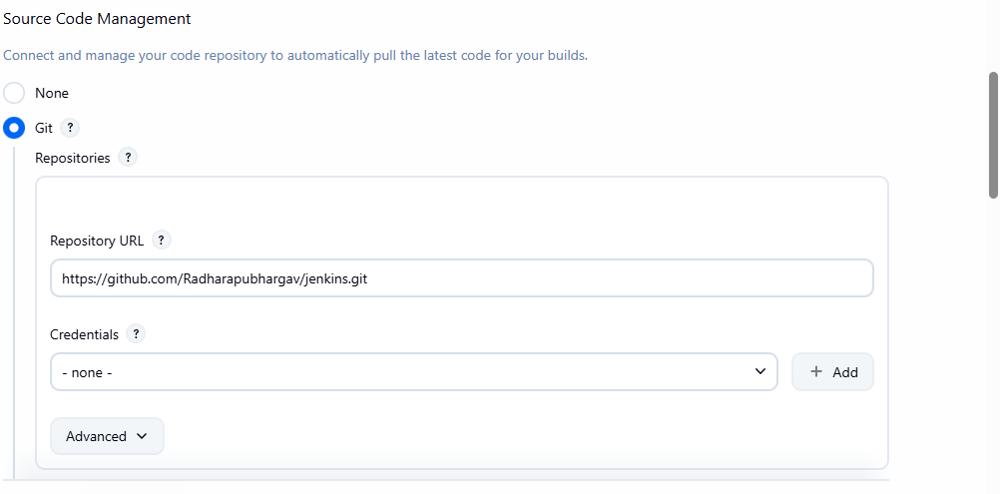 Source Code Management
Connect and manage your code repository to automatically pull the latest code for your builds.
None
Git ?
Repositories ?
Repository URL ?
https://github.com/Radharapubhargav/jenkins.git
Credentials ?
- none -
+ Add
Advanced